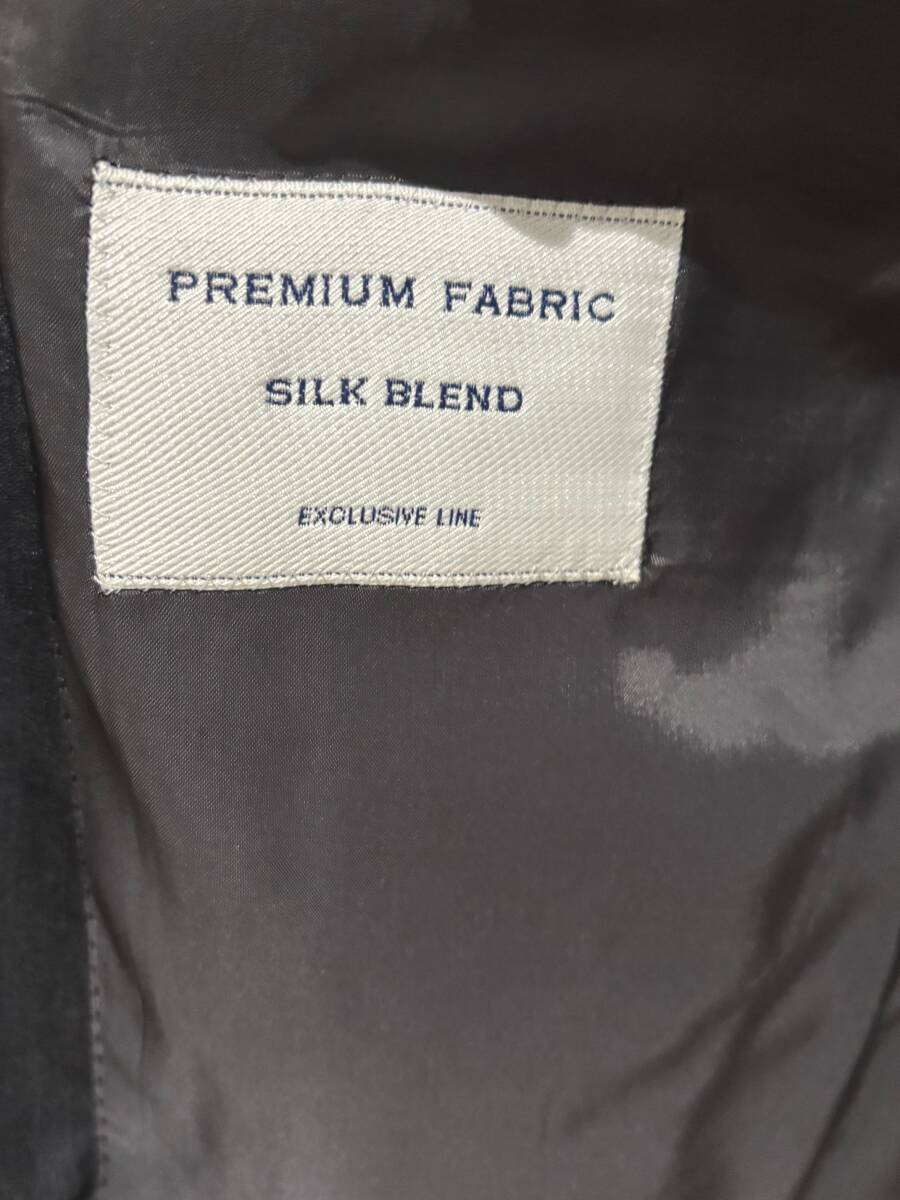 PREMIUM FABRIC
SILK BLEND
EXCLUSIVE LINE